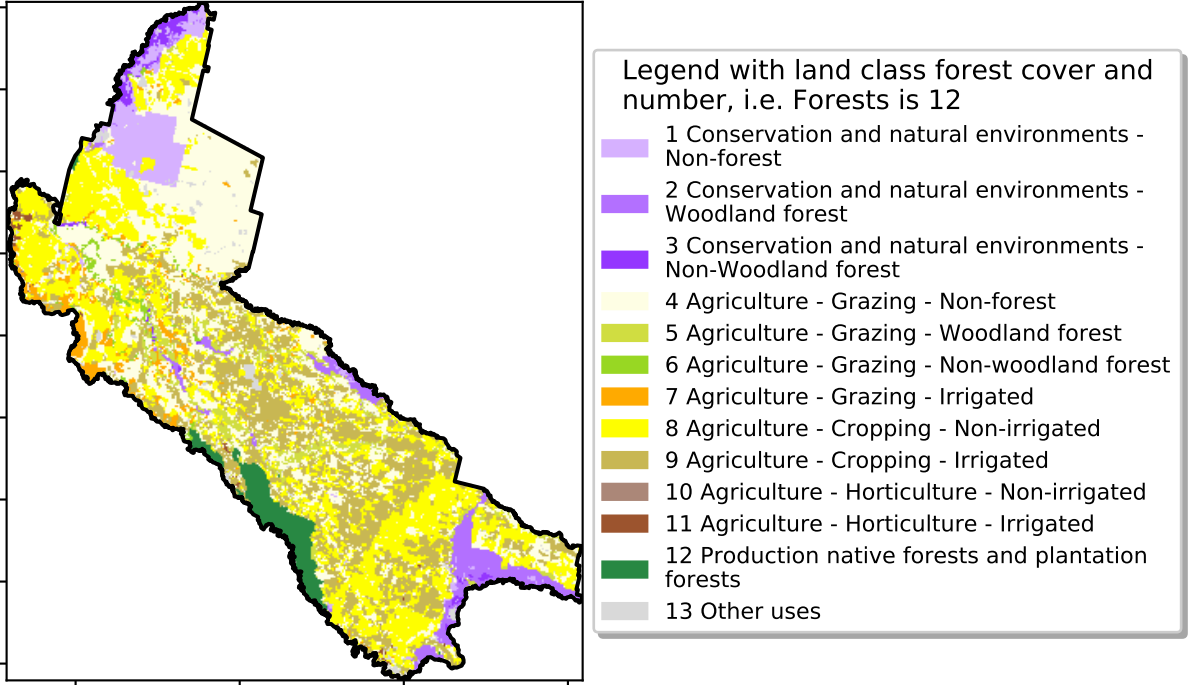 Legend with land class forest cover and
number, i.e. Forests is 12
1 Conservation and natural environments -
Non-forest
2 Conservation and natural environments -
Woodland forest
3 Conservation and natural environments -
Non-Woodland forest
4 Agriculture - Grazing - Non-forest
5 Agriculture - Grazing - Woodland forest
6 Agriculture - Grazing - Non-woodland forest
7 Agriculture - Grazing - Irrigated
8 Agriculture - Cropping - Non-irrigated
9 Agriculture - Cropping - Irrigated
10 Agriculture - Horticulture - Non-irrigated
11 Agriculture - Horticulture - Irrigated
12 Production native forests and plantation
forests
13 Other uses